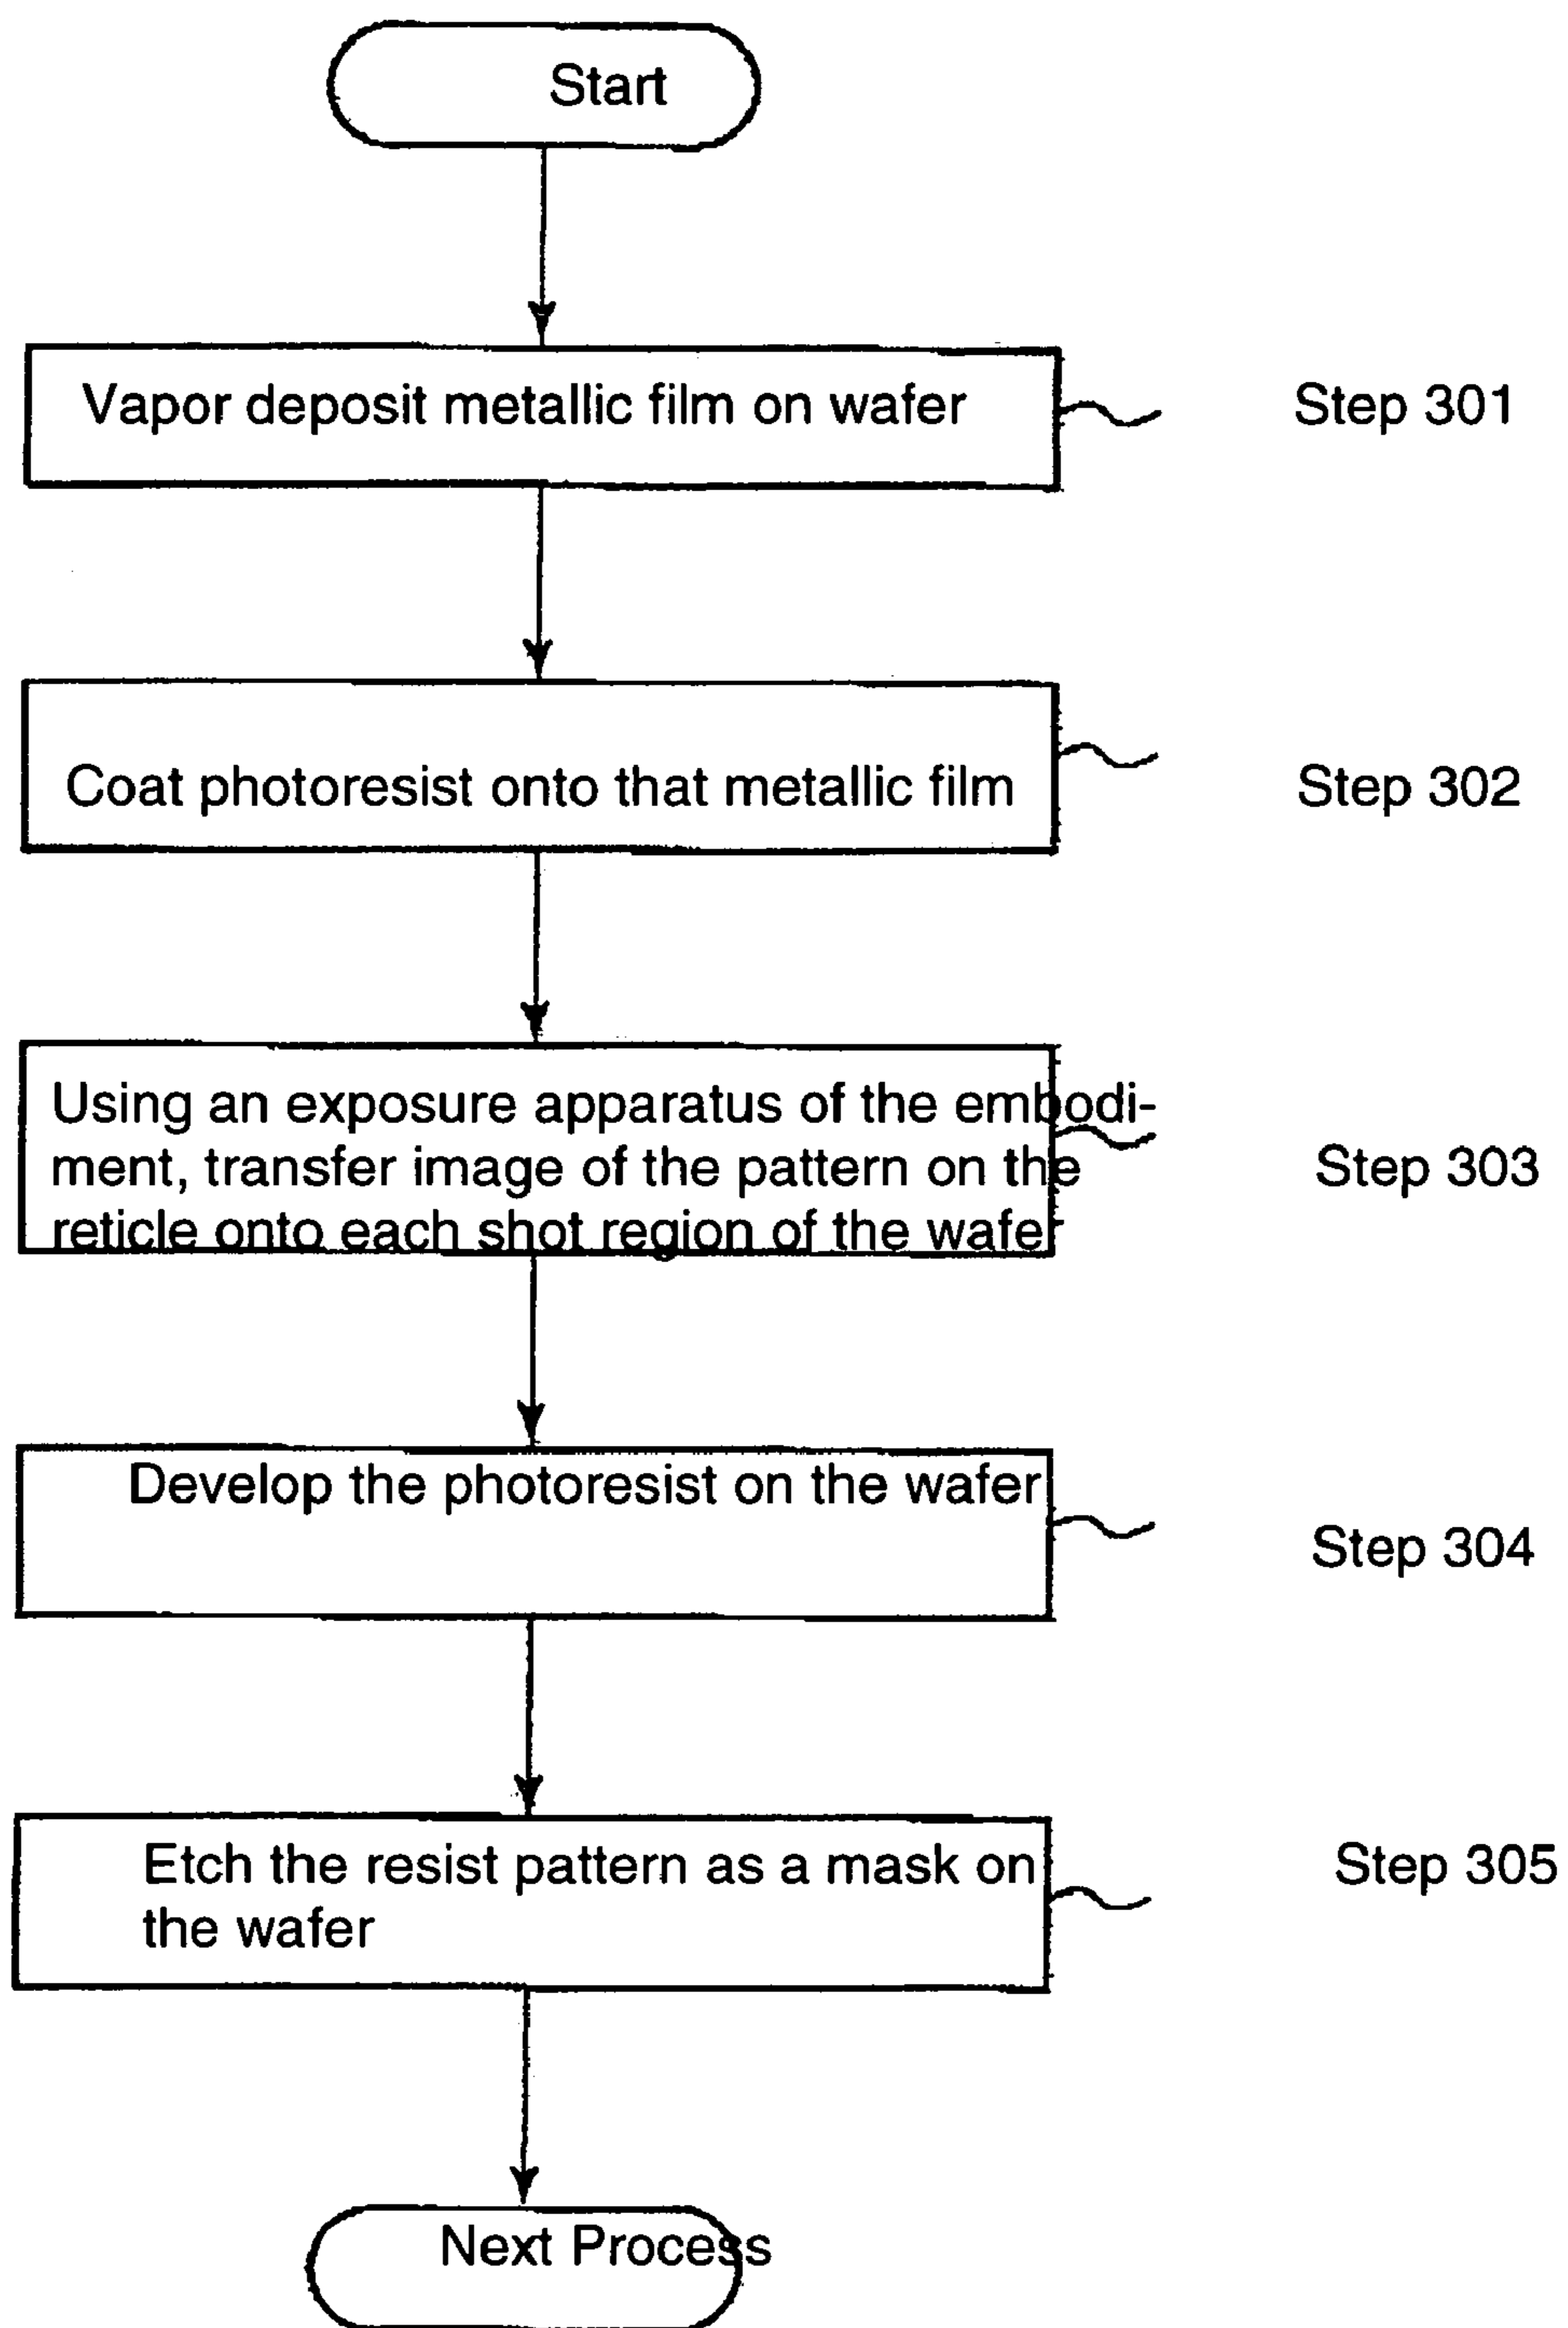 Start
Vapor deposit metallic film on wafer
Step 301
Coat photoresist onto that metallic film
Step 302
Using an exposure apparatus of the embodi-
ment, transfer image of the pattern on the
reticle onto each shot region of the wafer
Step 303
Develop the photoresist on the wafer
Step 304
Etch the resist pattern as a mask on
the wafer
Step 305
Next Process